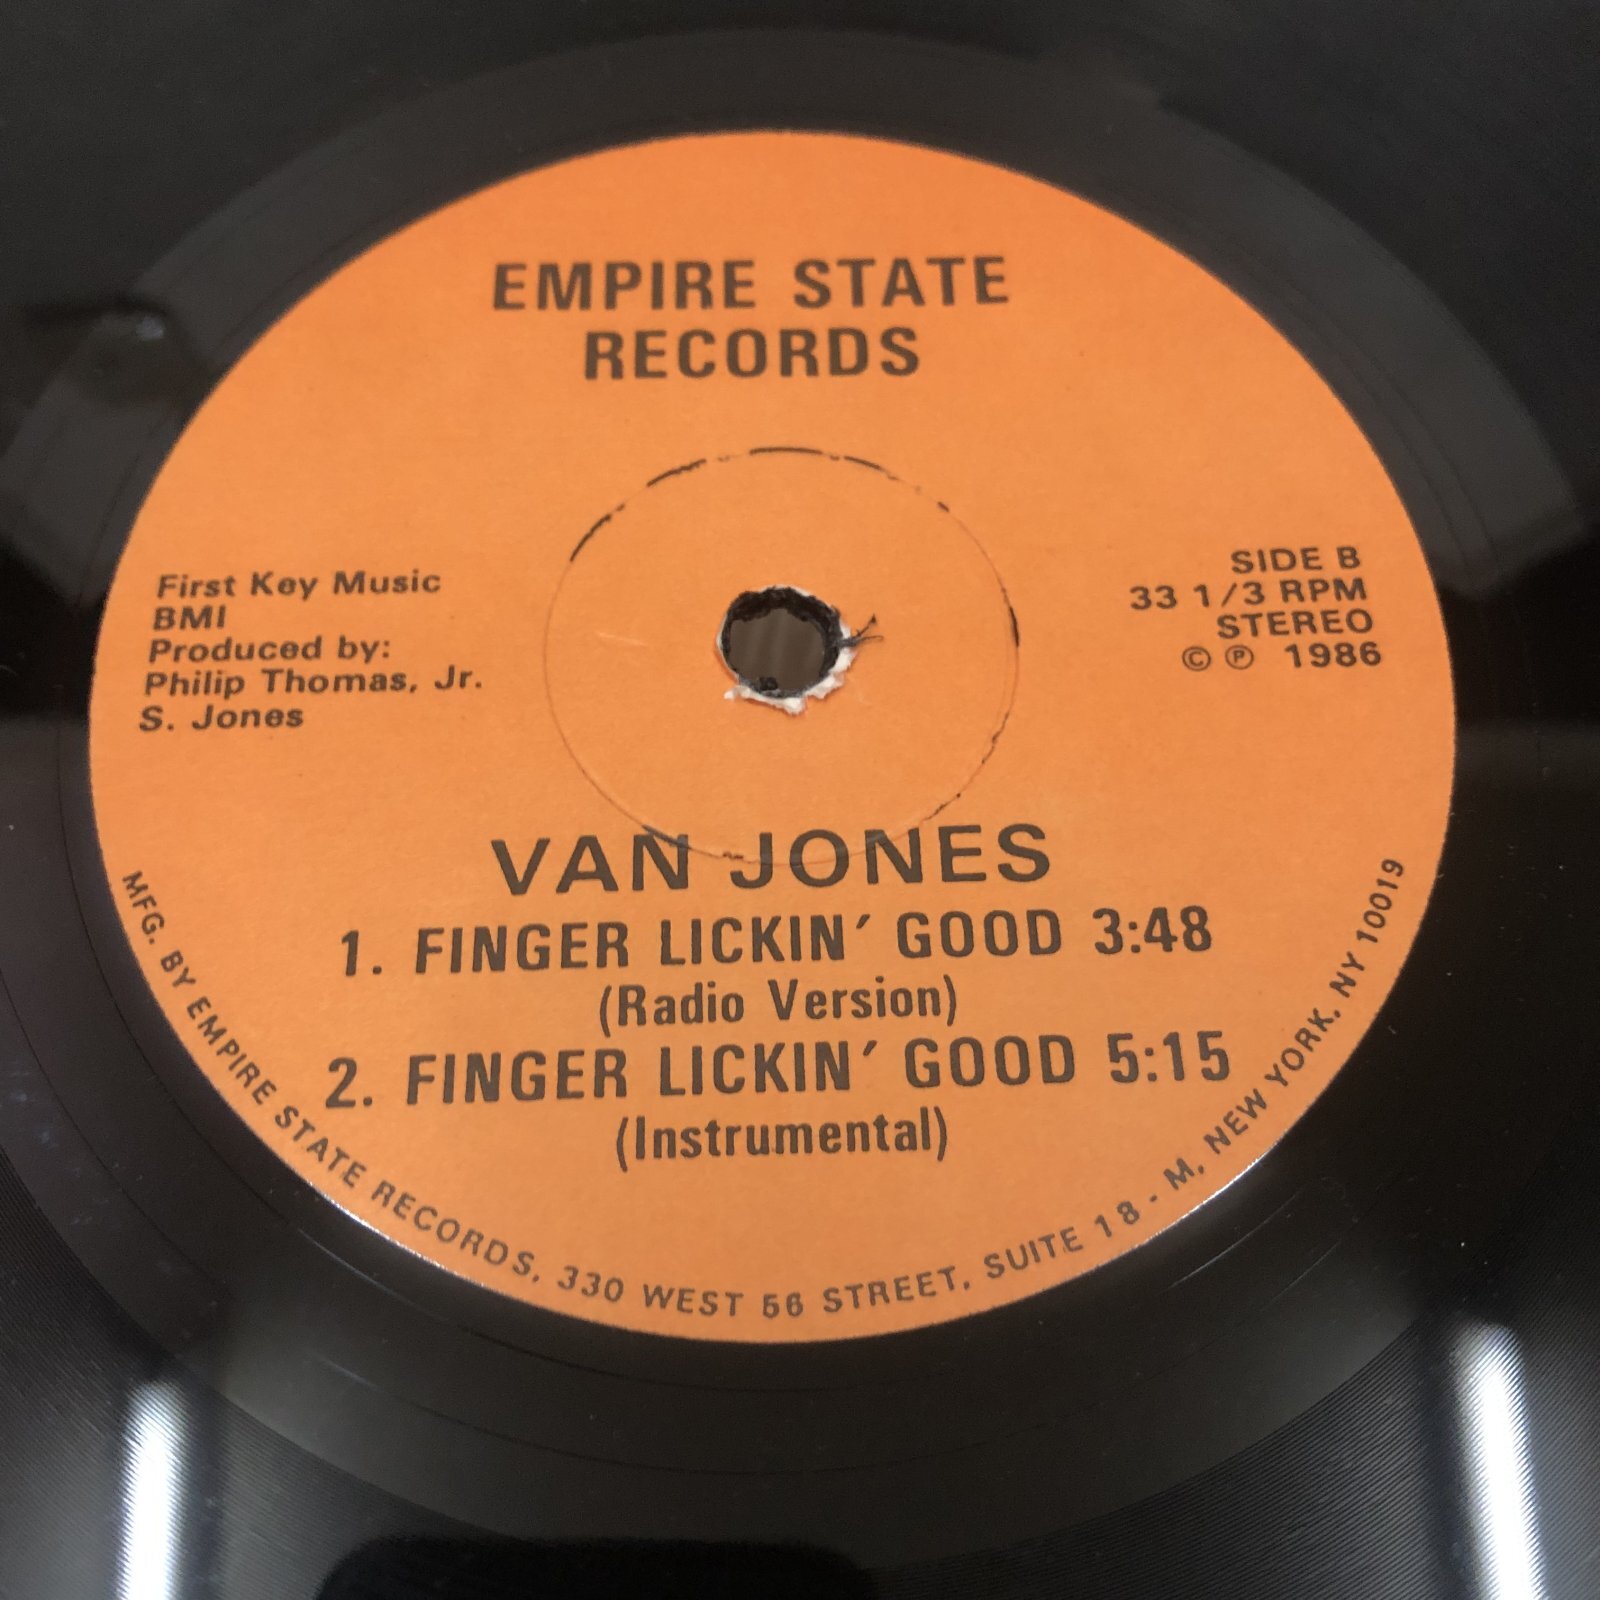 EMPIRE STATE
RECORDS
First Key Music
BMI
Produced by:
Philip Thomas, Jr.
S. Jones
SIDE B
33 1/3 RPM
STEREO
© ℗ 1986
VAN JONES
1. FINGER LICKIN' GOOD 3:48
(Radio Version)
2. FINGER LICKIN' GOOD 5:15
(Instrumental)
MFG. BY EMPIRE STATE RECORDS, 330 WEST 56 STREET, SUITE 18 - M, NEW YORK, NY 10019